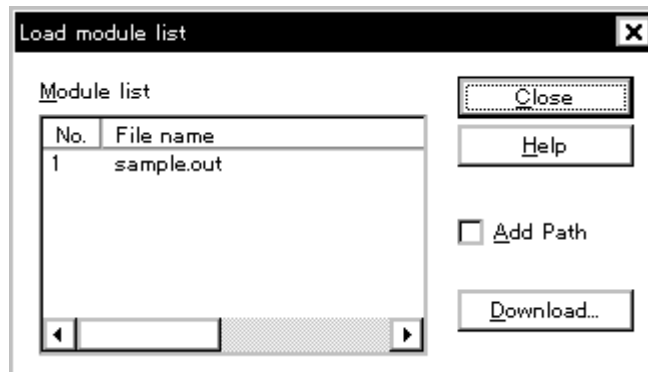 Load module list
Module list
No. File name
1 sample.out
Close
Help
Add Path
Download...